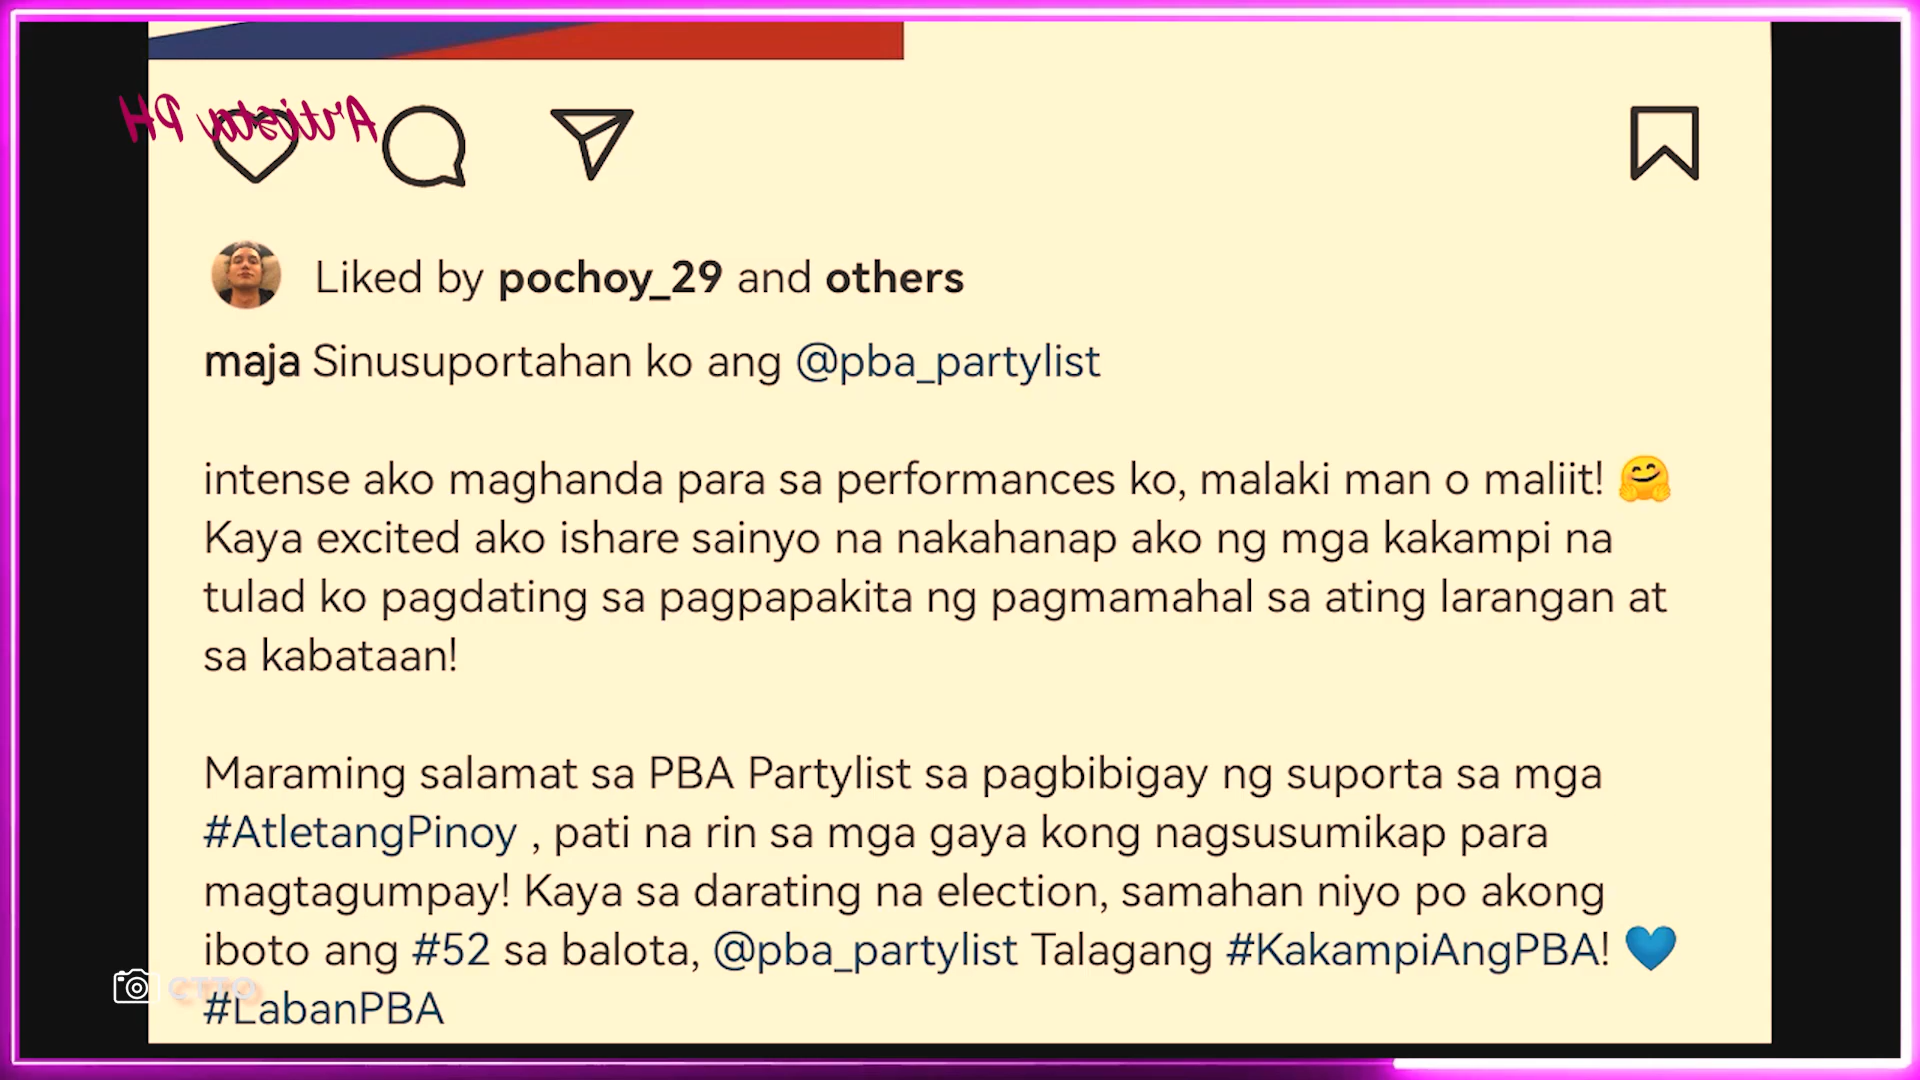 Artista PH
Liked by pochoy_29 and others
maja Sinusuportahan ko ang @pba_partylist
intense ako maghanda para sa performances ko, malaki man o maliit! 🤗
Kaya excited ako ishare sainyo na nakahanap ako ng mga kakampi na
tulad ko pagdating sa pagpapakita ng pagmamahal sa ating larangan at
sa kabataan!
Maraming salamat sa PBA Partylist sa pagbibigay ng suporta sa mga
#AtletangPinoy , pati na rin sa mga gaya kong nagsusumikap para
magtagumpay! Kaya sa darating na election, samahan niyo po akong
iboto ang #52 sa balota, @pba_partylist Talagang #KakampiAngPBA! 💙
CTTO
#LabanPBA